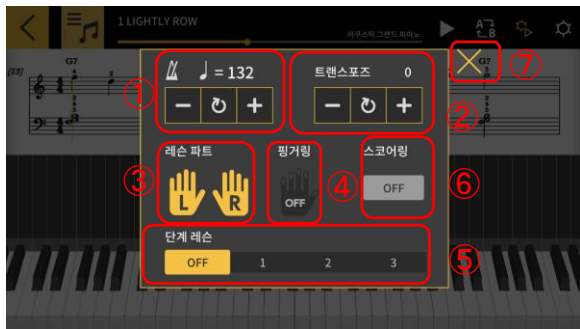 1 LIGHTLY ROW
어쿠스틱 그랜드 피아노
A B
[13]
G7
G7
♩ = 132
트랜스포즈 0
− ↻ +
− ↻ +
① ② ⑦
레슨 파트
핑거링
스코어링
L R
OFF
OFF
③ ④ ⑥
단계 레슨
OFF 1 2 3
⑤